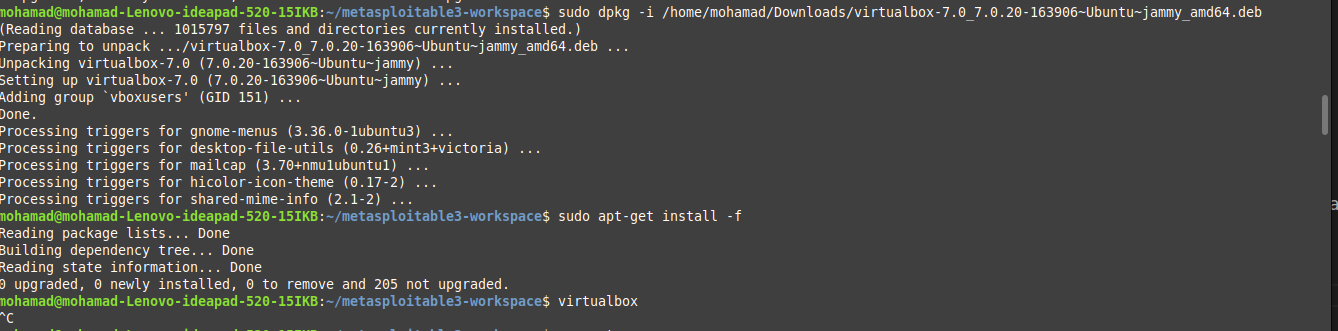 mohamad@mohamad-Lenovo-ideapad-520-15IKB:~/metasploitable3-workspace$ sudo dpkg -i /home/mohamad/Downloads/virtualbox-7.0_7.0.20-163906~Ubuntu~jammy_amd64.deb
(Reading database ... 1015797 files and directories currently installed.)
Preparing to unpack .../virtualbox-7.0_7.0.20-163906~Ubuntu~jammy_amd64.deb ...
Unpacking virtualbox-7.0 (7.0.20-163906~Ubuntu~jammy) ...
Setting up virtualbox-7.0 (7.0.20-163906~Ubuntu~jammy) ...
Adding group `vboxusers' (GID 151) ...
Done.
Processing triggers for gnome-menus (3.36.0-1ubuntu3) ...
Processing triggers for desktop-file-utils (0.26+mint3+victoria) ...
Processing triggers for mailcap (3.70+nmu1ubuntu1) ...
Processing triggers for hicolor-icon-theme (0.17-2) ...
Processing triggers for shared-mime-info (2.1-2) ...
mohamad@mohamad-Lenovo-ideapad-520-15IKB:~/metasploitable3-workspace$ sudo apt-get install -f
Reading package lists... Done
Building dependency tree... Done
Reading state information... Done
0 upgraded, 0 newly installed, 0 to remove and 205 not upgraded.
mohamad@mohamad-Lenovo-ideapad-520-15IKB:~/metasploitable3-workspace$ virtualbox
^C